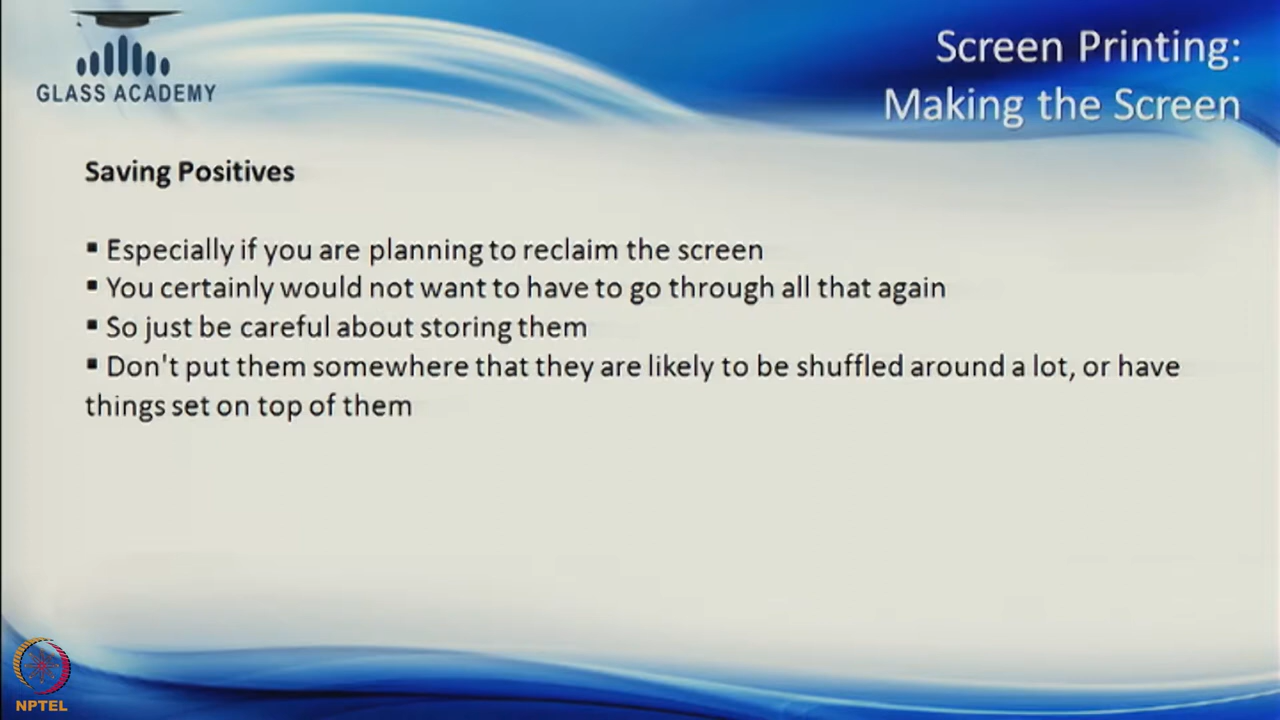 GLASS ACADEMY
Screen Printing:
Making the Screen
Saving Positives
▪ Especially if you are planning to reclaim the screen
▪ You certainly would not want to have to go through all that again
▪ So just be careful about storing them
▪ Don't put them somewhere that they are likely to be shuffled around a lot, or have
things set on top of them
NPTEL